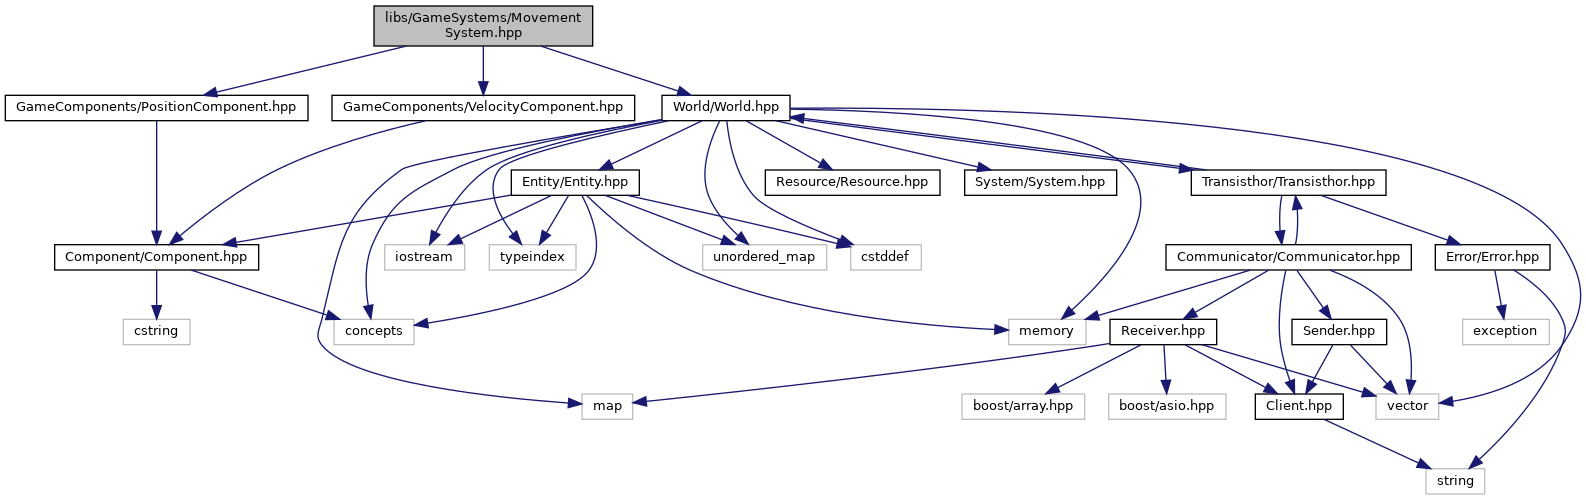 libs/GameSystems/Movement
System.hpp
GameComponents/PositionComponent.hpp
GameComponents/VelocityComponent.hpp
World/World.hpp
Entity/Entity.hpp
Resource/Resource.hpp
System/System.hpp
Transisthor/Transisthor.hpp
Component/Component.hpp
iostream
typeindex
unordered_map
cstddef
Communicator/Communicator.hpp
Error/Error.hpp
cstring
concepts
memory
Receiver.hpp
Sender.hpp
exception
map
boost/array.hpp
boost/asio.hpp
Client.hpp
vector
string